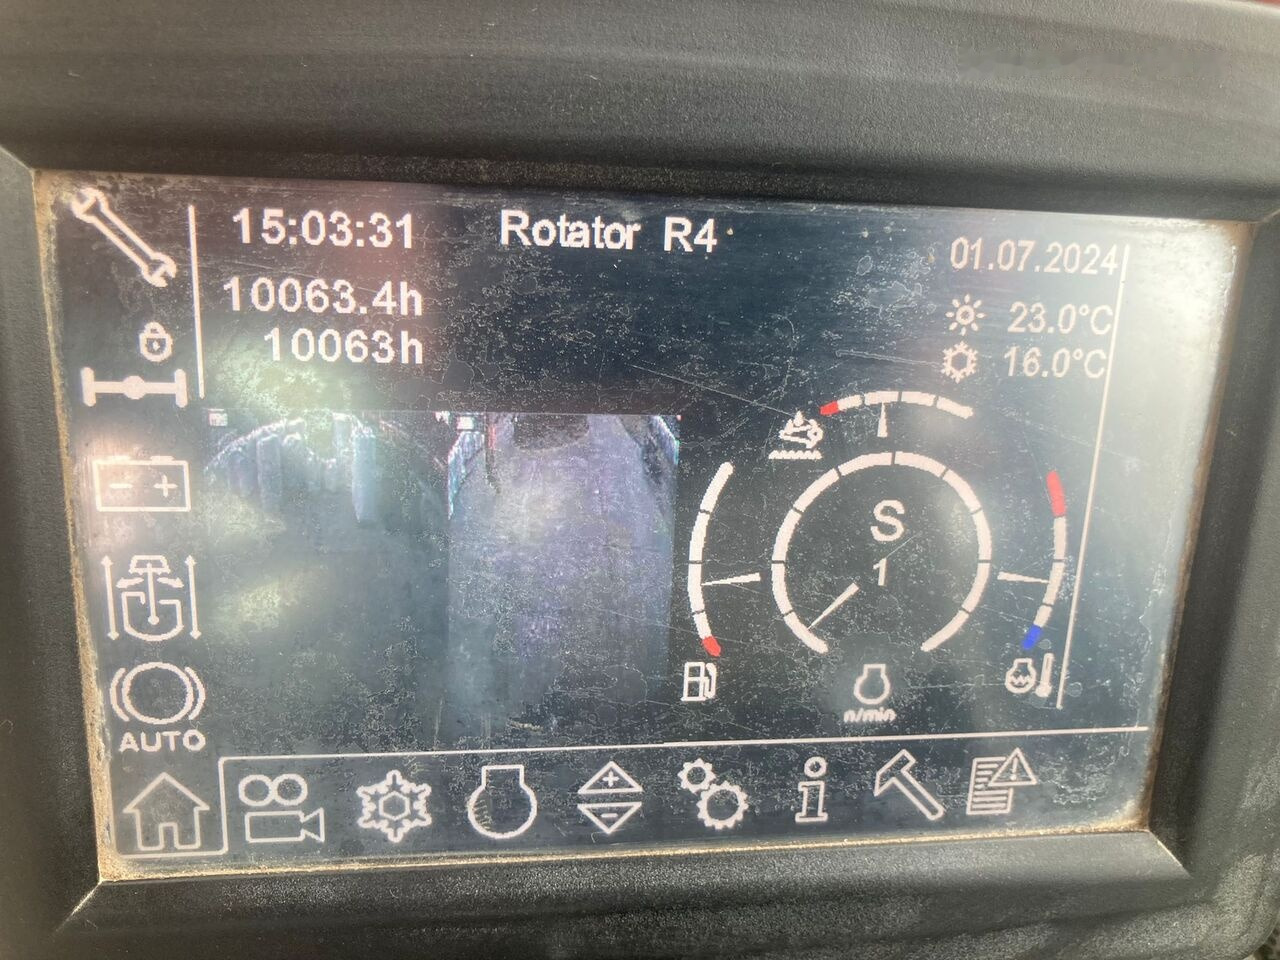 15:03:31 Rotator R4
01.07.2024
10063.4h
23.0°C
10063h
16.0°C
S
1
n/min
AUTO